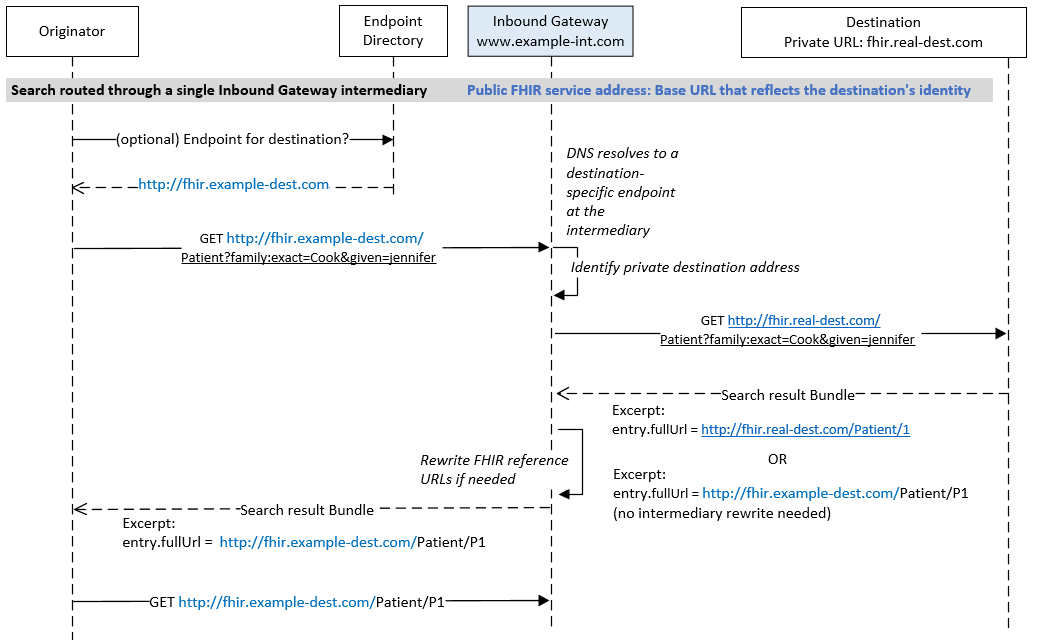 Originator
Endpoint
Directory
Inbound Gateway
www.example-int.com
Destination
Private URL: fhir.real-dest.com
Search routed through a single Inbound Gateway intermediary
Public FHIR service address: Base URL that reflects the destination's identity
(optional) Endpoint for destination?
http://fhir.example-dest.com
DNS resolves to a
destination-
specific endpoint
at the
intermediary
GET http://fhir.example-dest.com/
Patient?family:exact=Cook&given=jennifer
Identify private destination address
GET http://fhir.real-dest.com/
Patient?family:exact=Cook&given=jennifer
Search result Bundle
Excerpt:
entry.fullUrl = http://fhir.real-dest.com/Patient/1
OR
Excerpt:
entry.fullUrl = http://fhir.example-dest.com/Patient/P1
(no intermediary rewrite needed)
Rewrite FHIR reference
URLs if needed
Search result Bundle
Excerpt:
entry.fullUrl = http://fhir.example-dest.com/Patient/P1
GET http://fhir.example-dest.com/Patient/P1